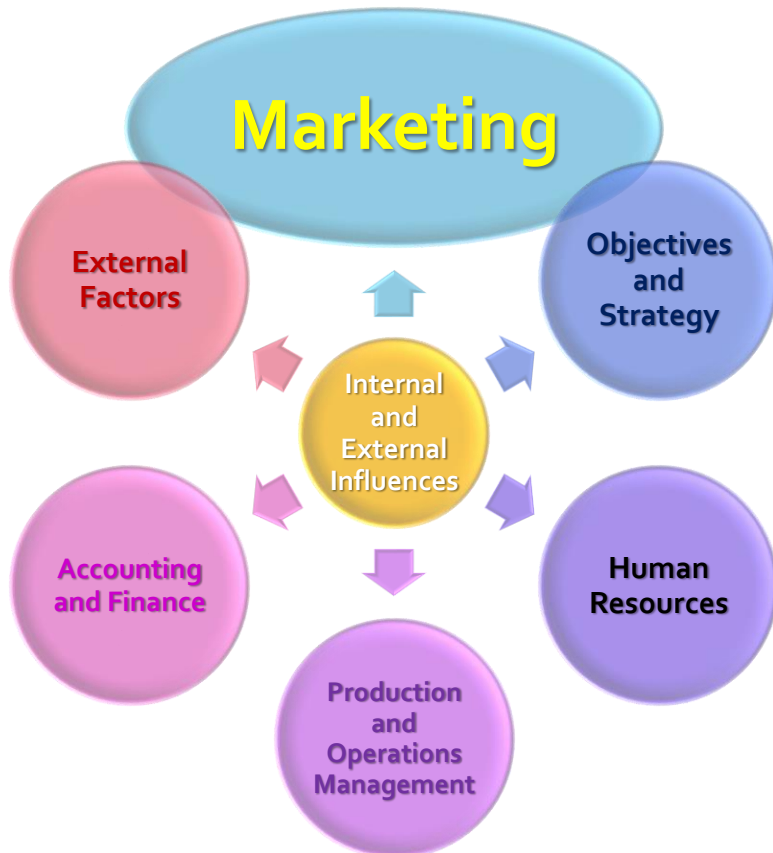 Marketing
External
Factors
Objectives
and
Strategy
Internal
and
External
Influences
Accounting
and Finance
Human
Resources
Production
and
Operations
Management